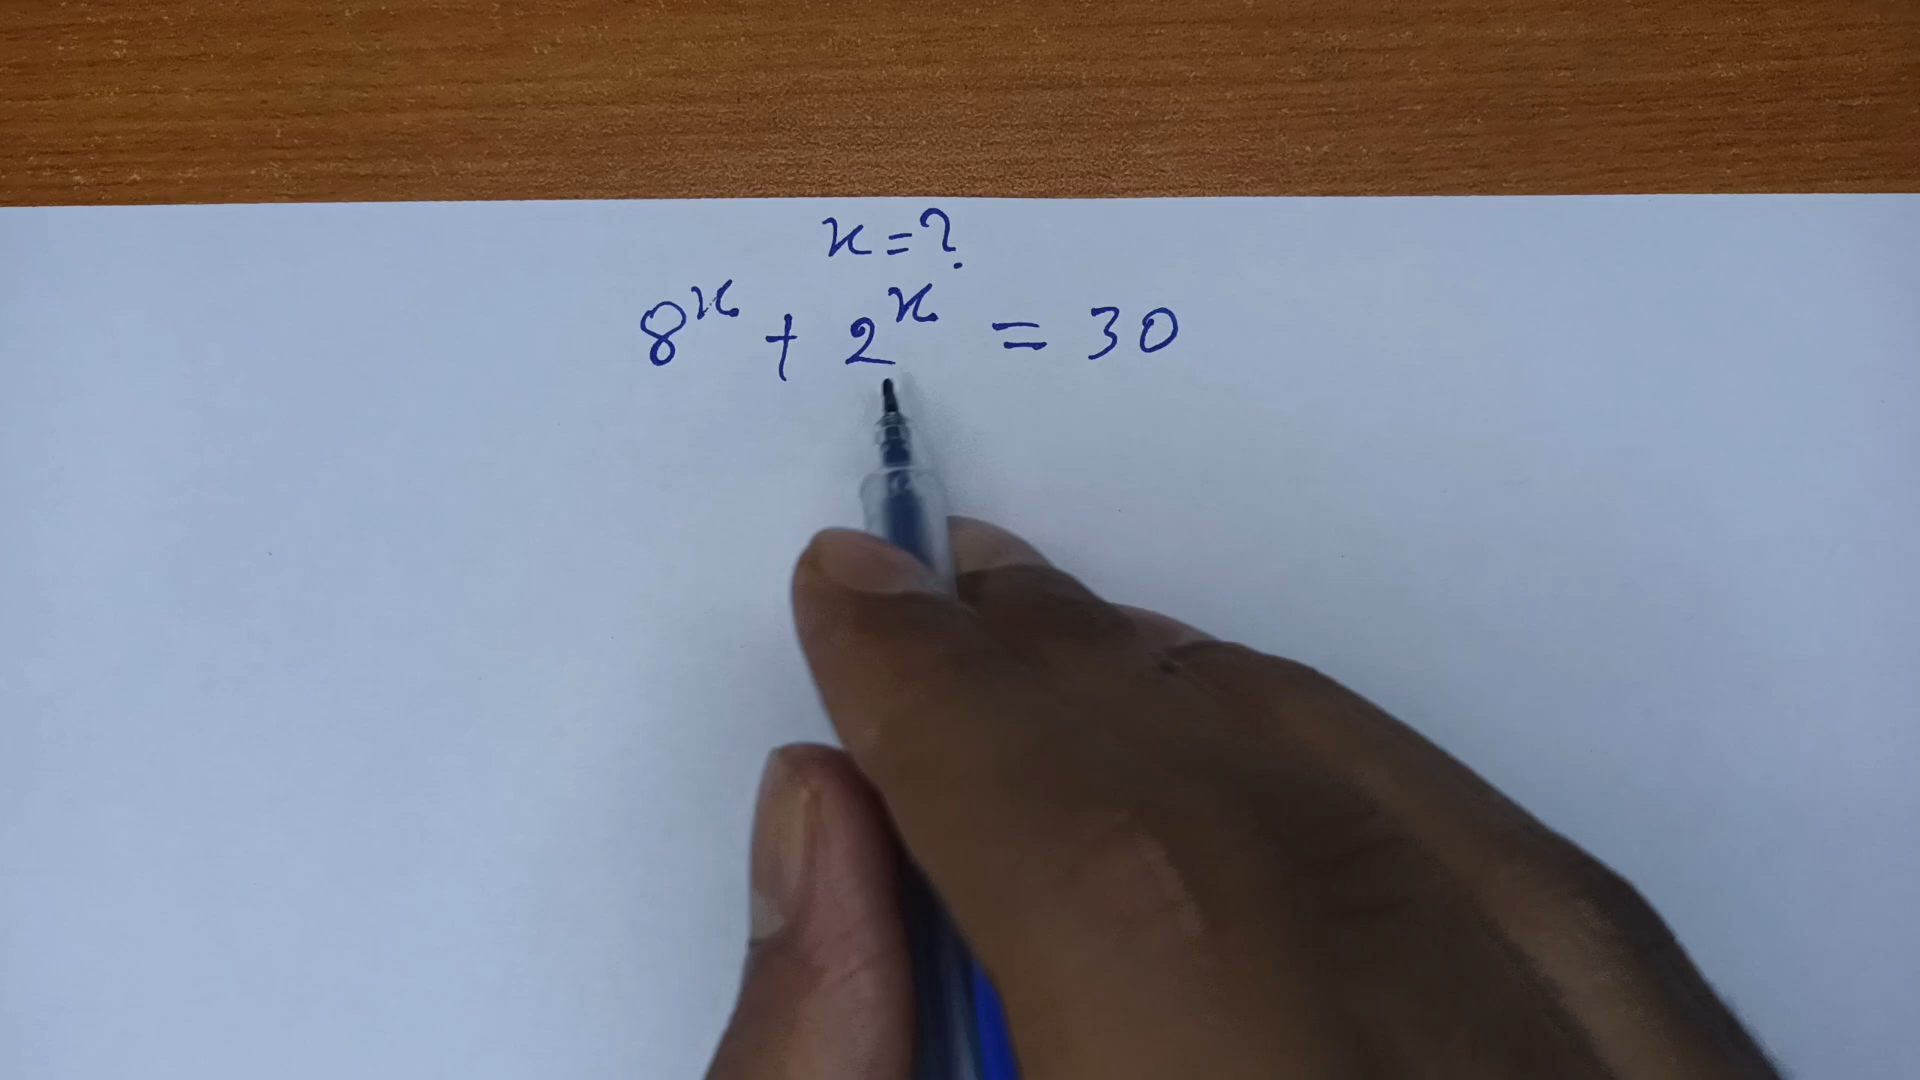 x=?
8^x + 2^x = 30